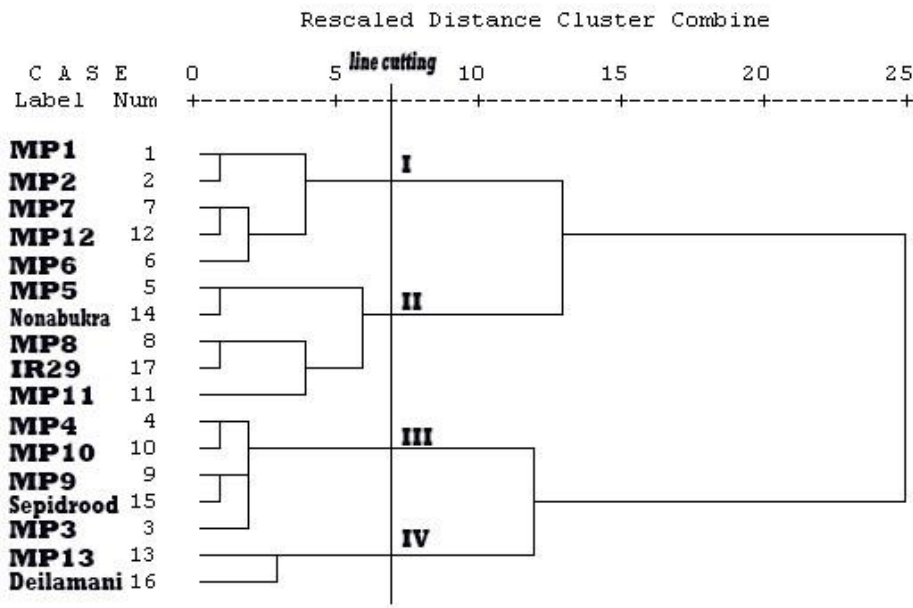 Rescaled Distance Cluster Combine
line cutting
C A S E 0 5 10 15 20 25
Label Num +---------+---------+---------+---------+---------+
MP1 1
I
MP2 2
MP7 7
MP12 12
MP6 6
MP5 5
II
Nonabukra 14
MP8 8
IR29 17
MP11 11
MP4 4
III
MP10 10
MP9 9
Sepidrood 15
MP3 3
IV
MP13 13
Deilamani 16